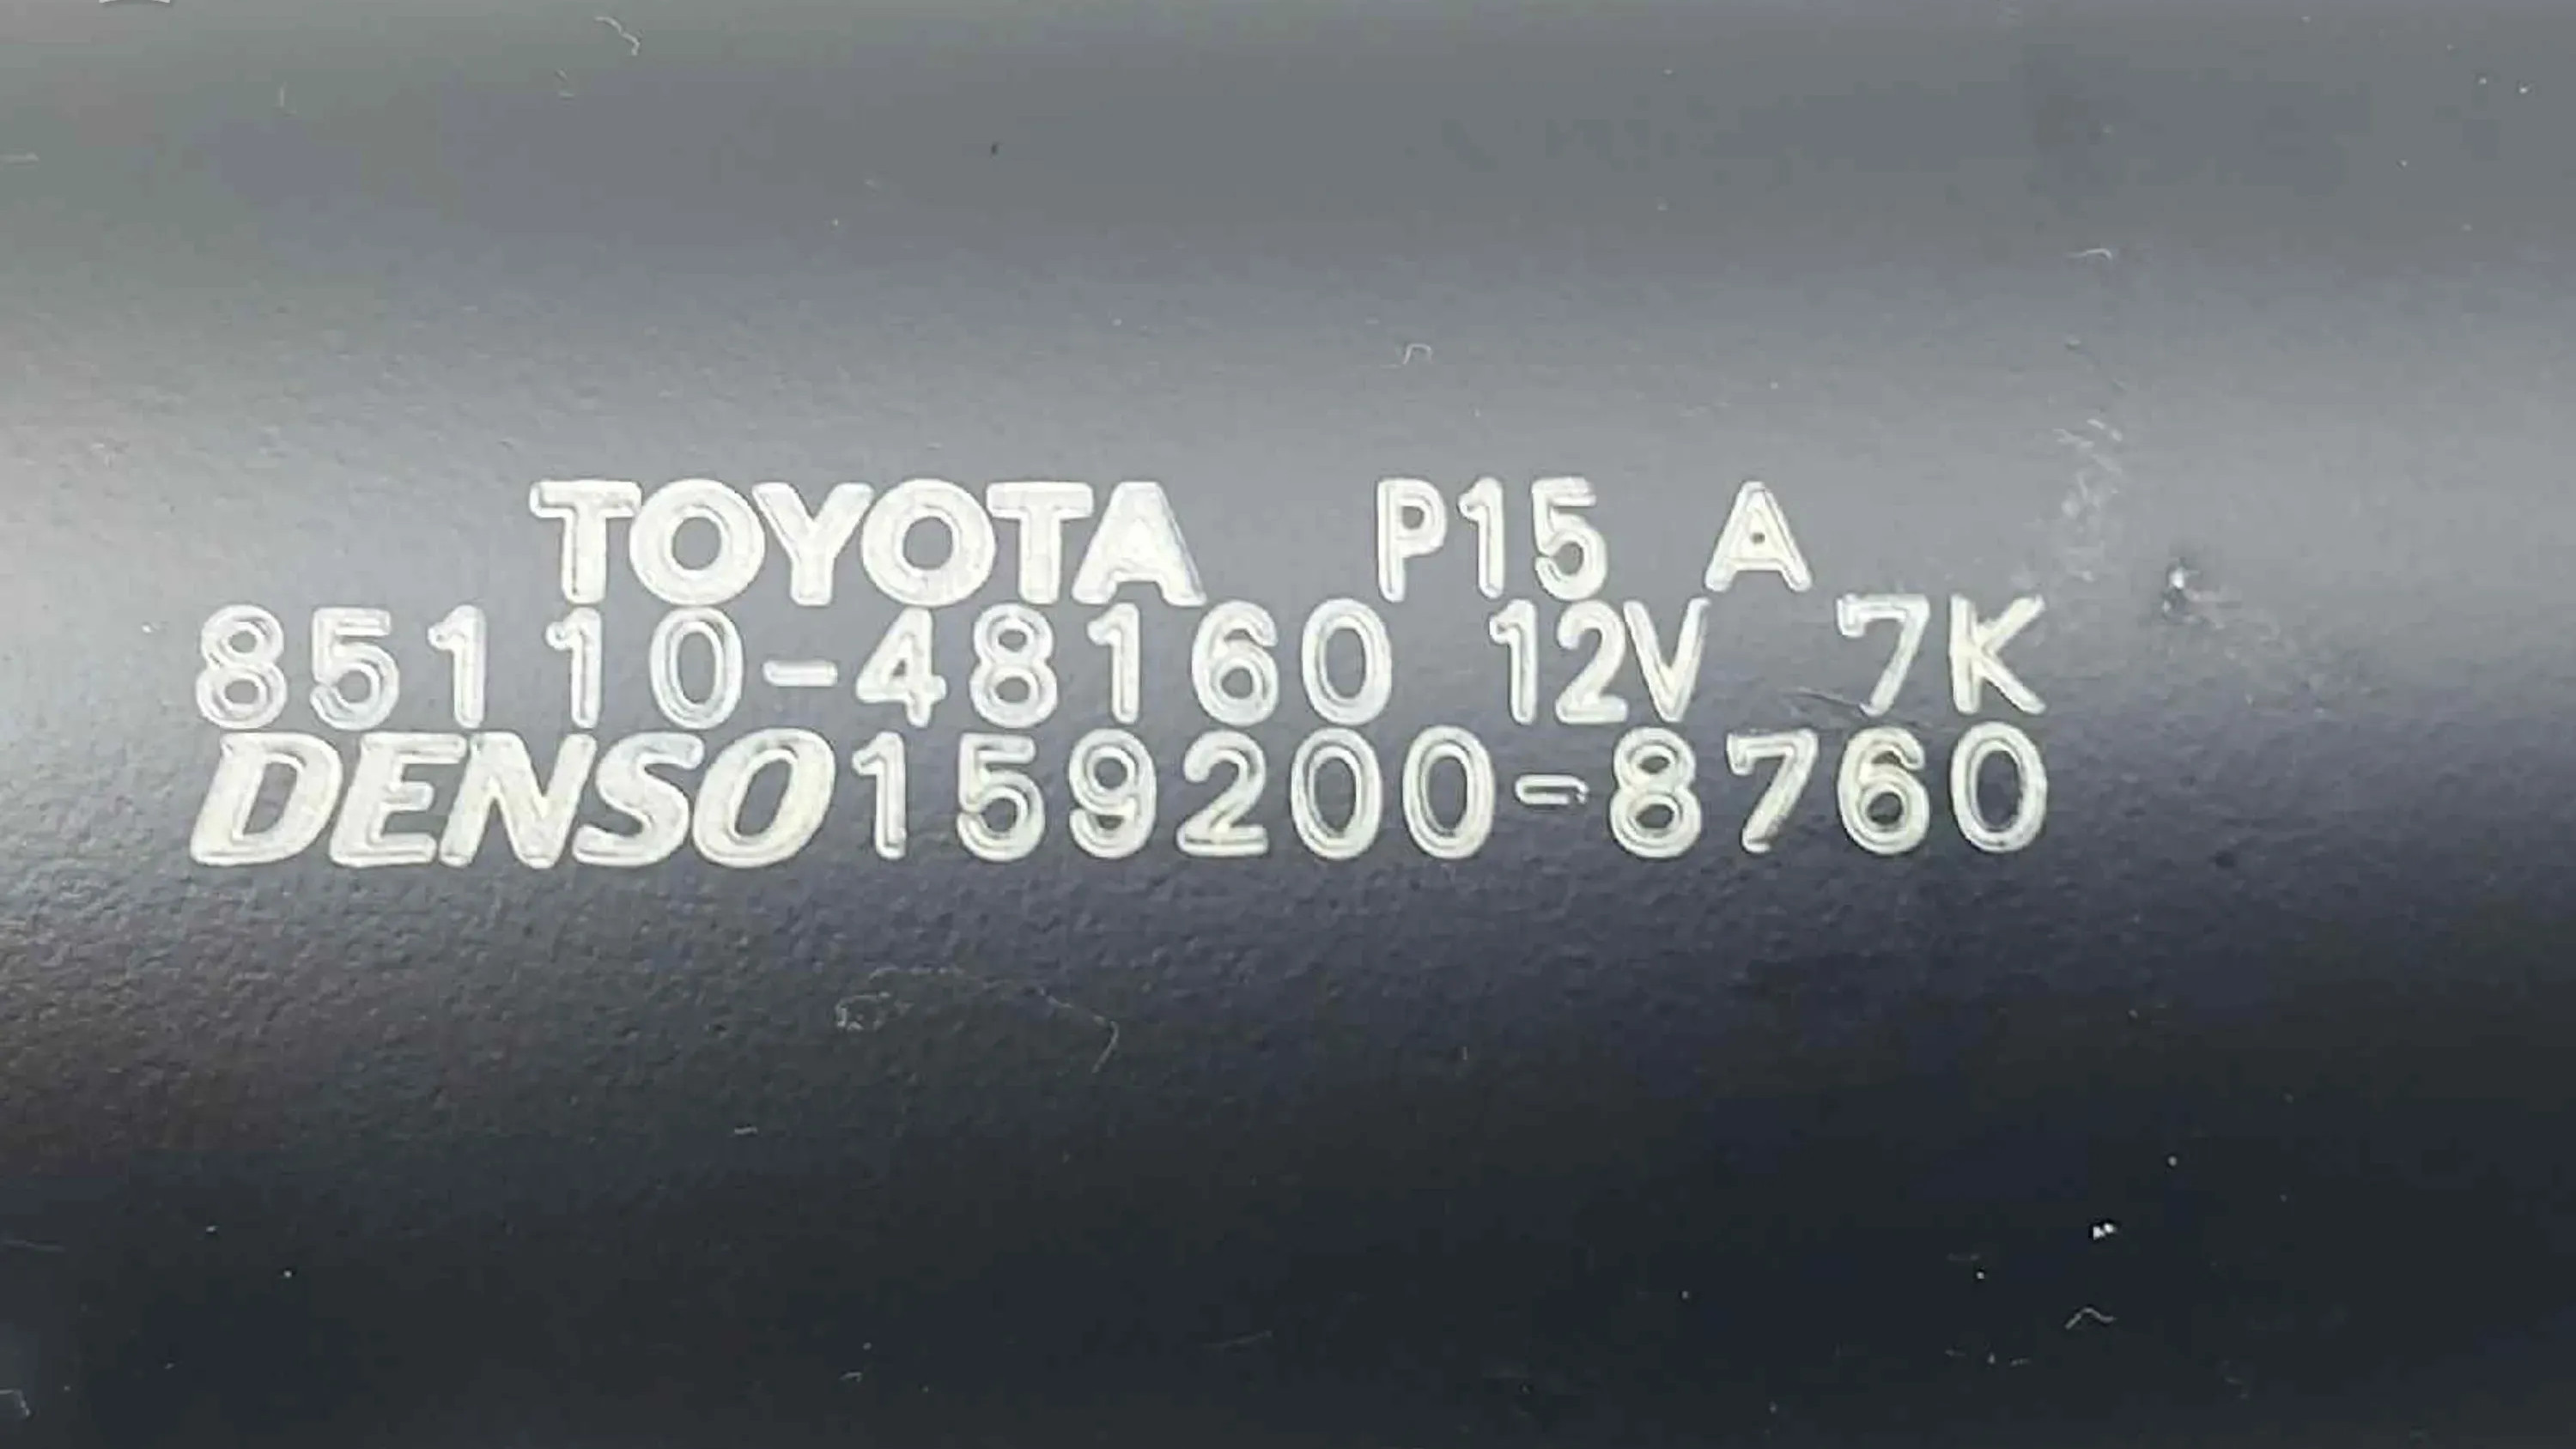 TOYOTA P15 A
85110-48160 12V 7K
DENSO159200-8760